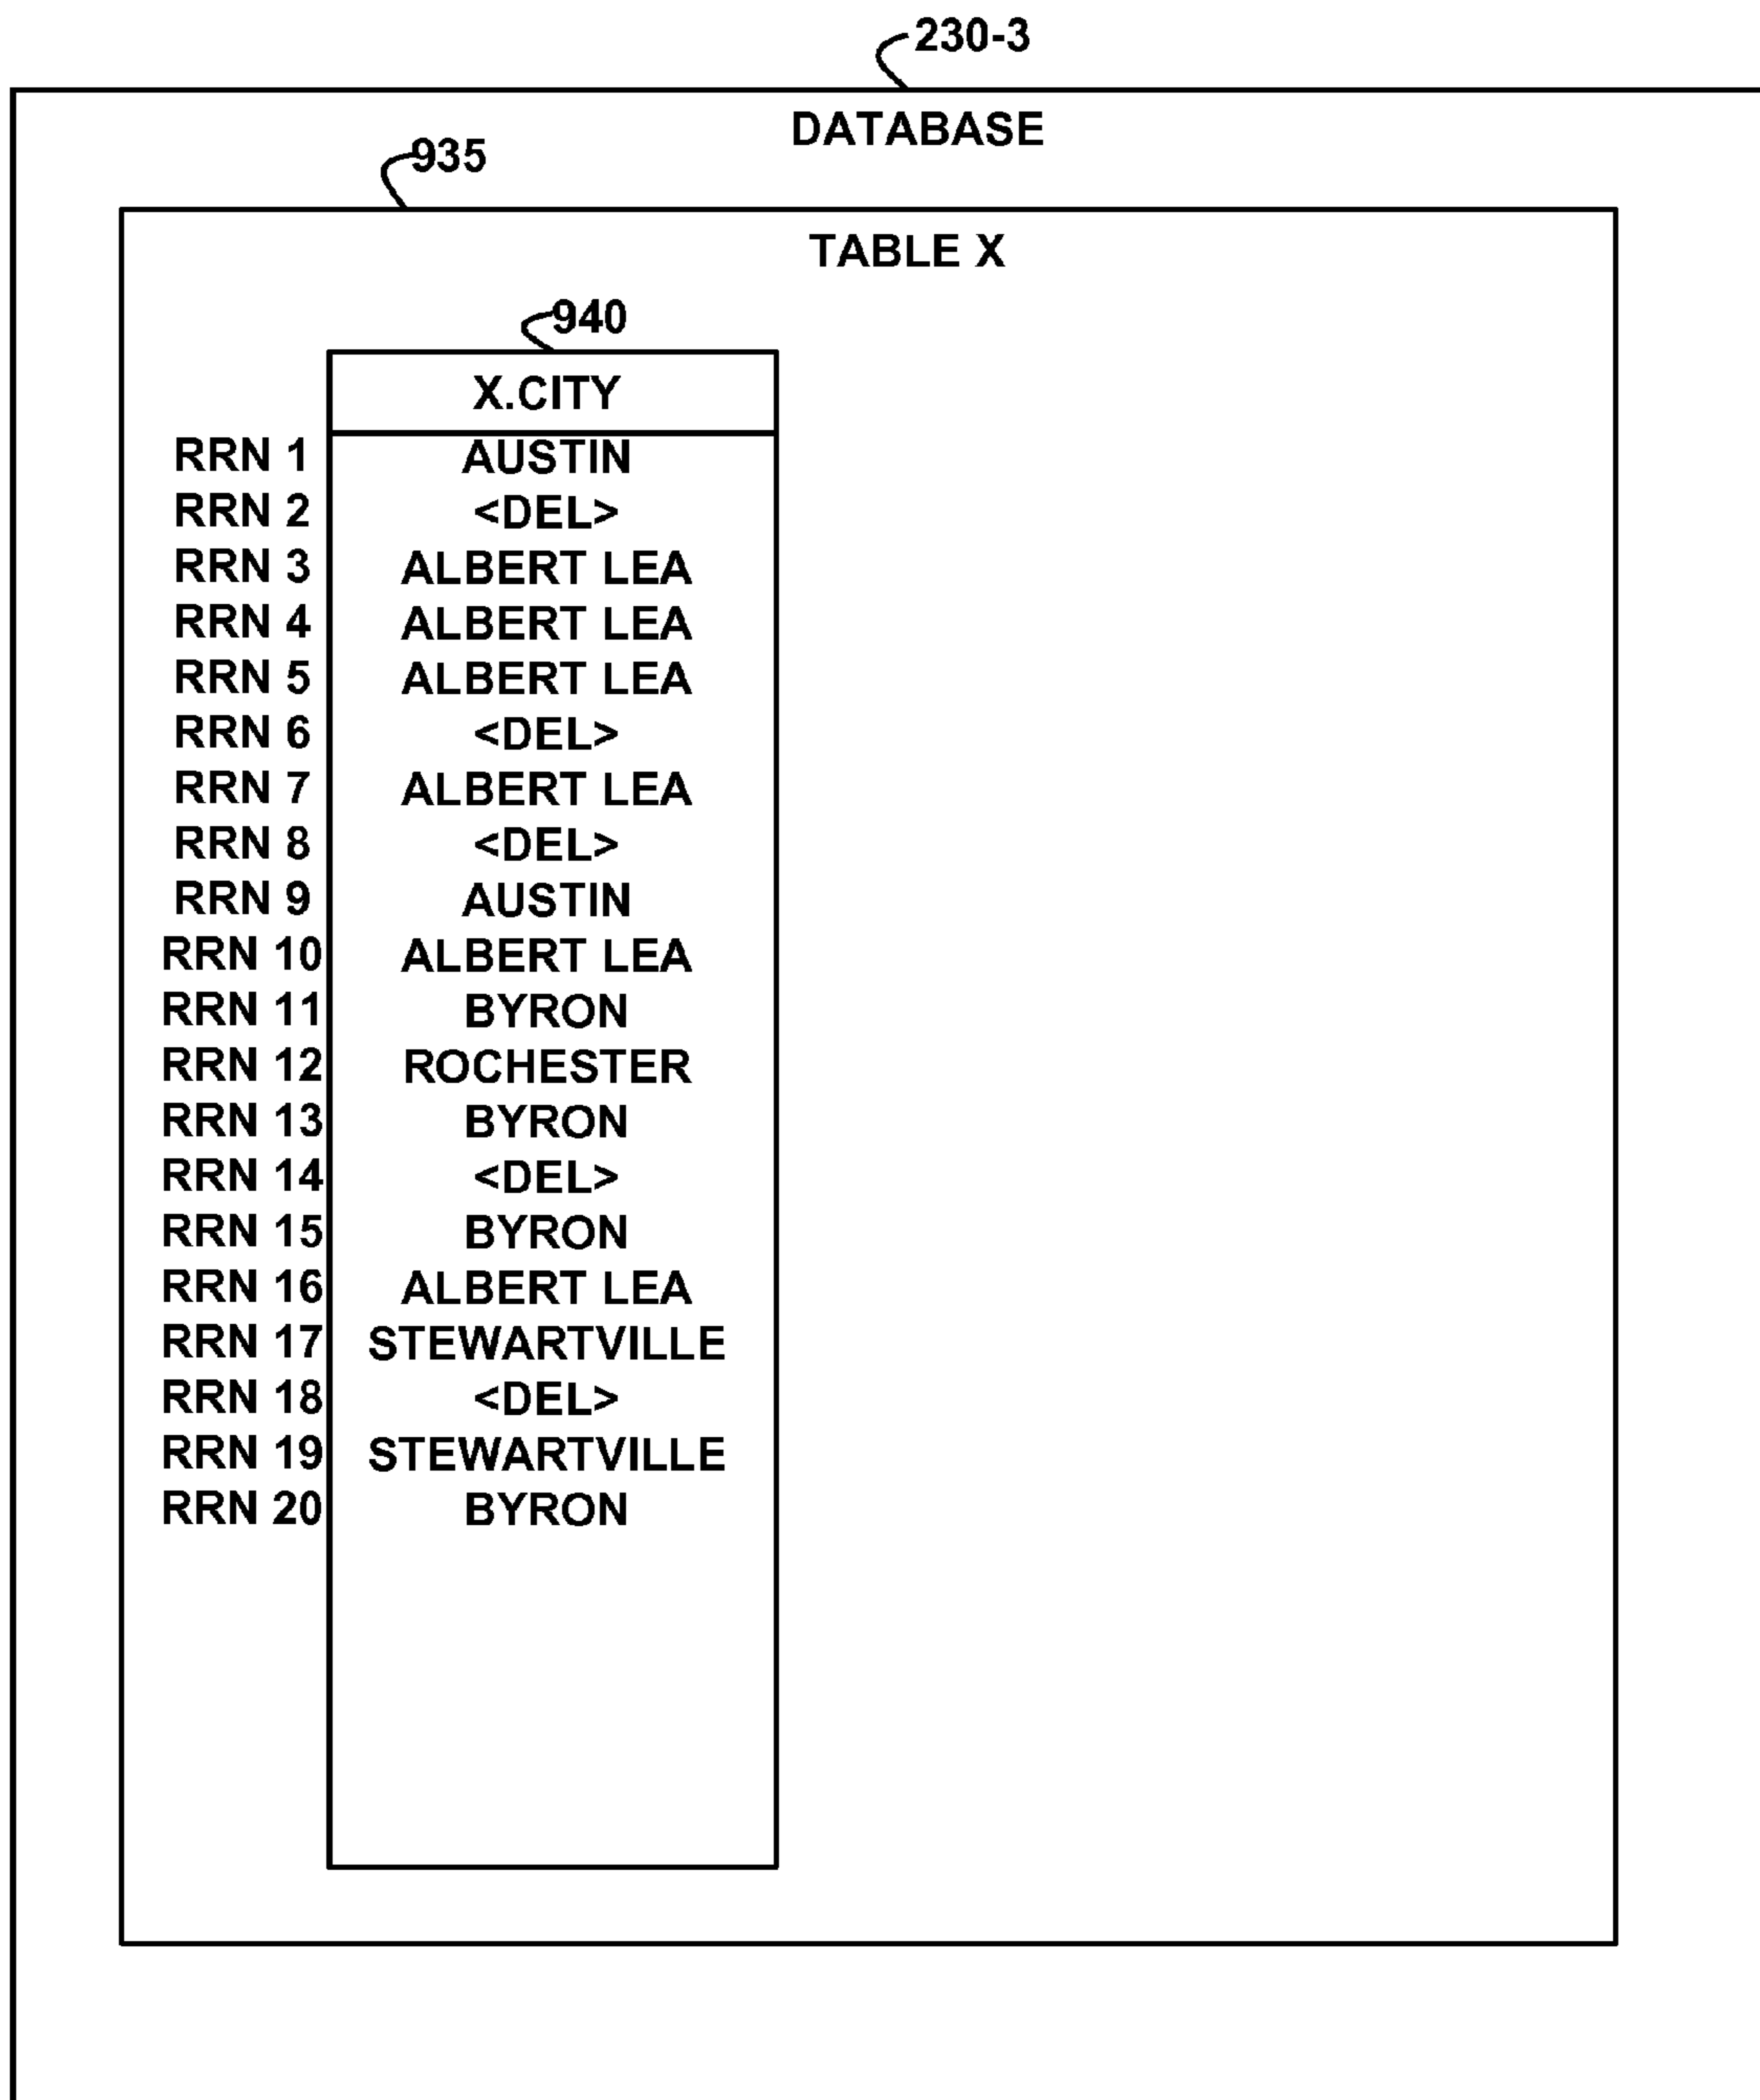 230-3
DATABASE
935
TABLE X
940
X.CITY
RRN 1 AUSTIN
RRN 2 <DEL>
RRN 3 ALBERT LEA
RRN 4 ALBERT LEA
RRN 5 ALBERT LEA
RRN 6 <DEL>
RRN 7 ALBERT LEA
RRN 8 <DEL>
RRN 9 AUSTIN
RRN 10 ALBERT LEA
RRN 11 BYRON
RRN 12 ROCHESTER
RRN 13 BYRON
RRN 14 <DEL>
RRN 15 BYRON
RRN 16 ALBERT LEA
RRN 17 STEWARTVILLE
RRN 18 <DEL>
RRN 19 STEWARTVILLE
RRN 20 BYRON